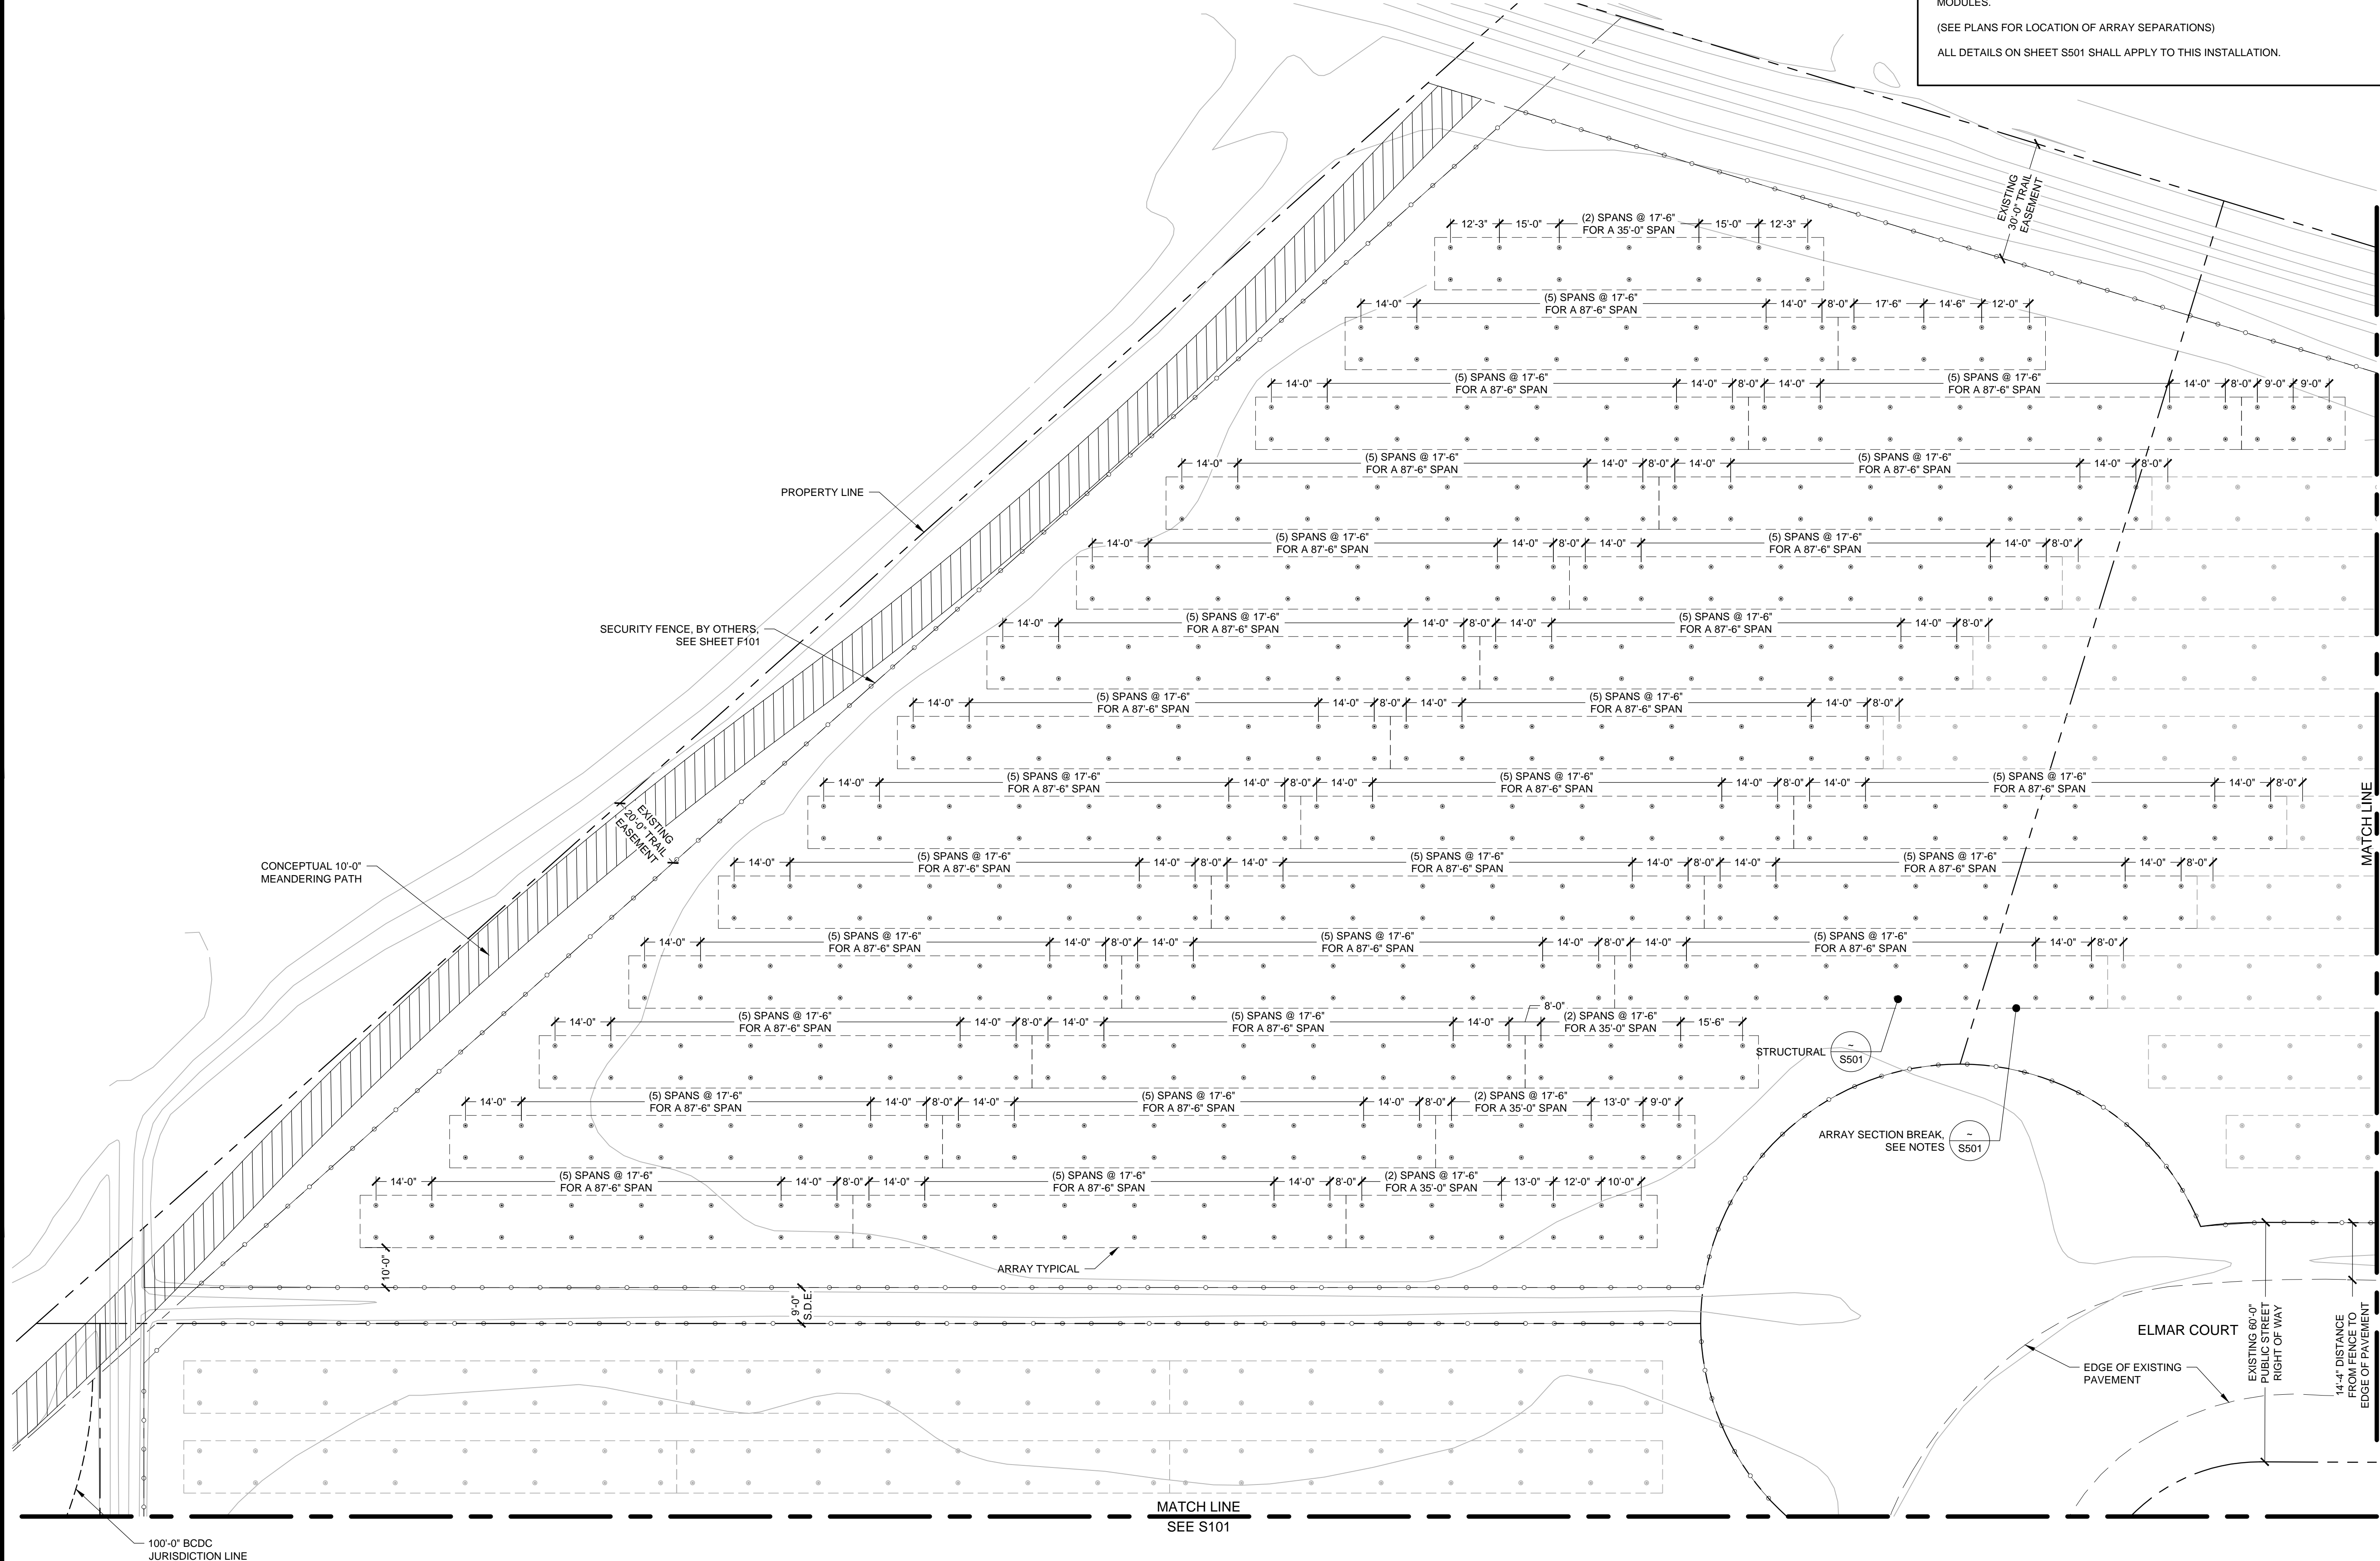 MODULES.
(SEE PLANS FOR LOCATION OF ARRAY SEPARATIONS)
ALL DETAILS ON SHEET S501 SHALL APPLY TO THIS INSTALLATION.
EXISTING
30'-0" TRAIL
EASEMENT
12'-3" 15'-0" (2) SPANS @ 17'-6" 15'-0" 12'-3"
FOR A 35'-0" SPAN
14'-0" (5) SPANS @ 17'-6" 14'-0" 8'-0" 17'-6" 14'-6" 12'-0"
FOR A 87'-6" SPAN
14'-0" (5) SPANS @ 17'-6" 14'-0" 8'-0" 14'-0" (5) SPANS @ 17'-6" 14'-0" 8'-0" 9'-0" 9'-0"
FOR A 87'-6" SPAN FOR A 87'-6" SPAN
14'-0" (5) SPANS @ 17'-6" 14'-0" 8'-0" 14'-0" (5) SPANS @ 17'-6" 14'-0" 8'-0"
FOR A 87'-6" SPAN FOR A 87'-6" SPAN
PROPERTY LINE
14'-0" (5) SPANS @ 17'-6" 14'-0" 8'-0" 14'-0" (5) SPANS @ 17'-6" 14'-0" 8'-0"
FOR A 87'-6" SPAN FOR A 87'-6" SPAN
SECURITY FENCE, BY OTHERS,
SEE SHEET F101
14'-0" (5) SPANS @ 17'-6" 14'-0" 8'-0" 14'-0" (5) SPANS @ 17'-6" 14'-0" 8'-0"
FOR A 87'-6" SPAN FOR A 87'-6" SPAN
14'-0" (5) SPANS @ 17'-6" 14'-0" 8'-0" 14'-0" (5) SPANS @ 17'-6" 14'-0" 8'-0"
FOR A 87'-6" SPAN FOR A 87'-6" SPAN
14'-0" (5) SPANS @ 17'-6" 14'-0" 8'-0" 14'-0" (5) SPANS @ 17'-6" 14'-0" 8'-0" 14'-0" (5) SPANS @ 17'-6" 14'-0" 8'-0"
FOR A 87'-6" SPAN FOR A 87'-6" SPAN FOR A 87'-6" SPAN
MATCH LINE
EXISTING
20'-0" TRAIL
EASEMENT
CONCEPTUAL 10'-0"
MEANDERING PATH
14'-0" (5) SPANS @ 17'-6" 14'-0" 8'-0" 14'-0" (5) SPANS @ 17'-6" 14'-0" 8'-0" 14'-0" (5) SPANS @ 17'-6" 14'-0" 8'-0"
FOR A 87'-6" SPAN FOR A 87'-6" SPAN FOR A 87'-6" SPAN
14'-0" (5) SPANS @ 17'-6" 14'-0" 8'-0" 14'-0" (5) SPANS @ 17'-6" 14'-0" 8'-0" 14'-0" (5) SPANS @ 17'-6" 14'-0" 8'-0"
FOR A 87'-6" SPAN FOR A 87'-6" SPAN FOR A 87'-6" SPAN
8'-0"
14'-0" (5) SPANS @ 17'-6" 14'-0" 8'-0" 14'-0" (5) SPANS @ 17'-6" 14'-0" (2) SPANS @ 17'-6" 15'-6"
FOR A 87'-6" SPAN FOR A 87'-6" SPAN FOR A 35'-0" SPAN
STRUCTURAL ~
S501
14'-0" (5) SPANS @ 17'-6" 14'-0" 8'-0" 14'-0" (5) SPANS @ 17'-6" 14'-0" 8'-0" (2) SPANS @ 17'-6" 13'-0" 9'-0"
FOR A 87'-6" SPAN FOR A 87'-6" SPAN FOR A 35'-0" SPAN
ARRAY SECTION BREAK,
SEE NOTES
~
S501
14'-0" (5) SPANS @ 17'-6" 14'-0" 8'-0" 14'-0" (5) SPANS @ 17'-6" 14'-0" 8'-0" (2) SPANS @ 17'-6" 13'-0" 12'-0" 10'-0"
FOR A 87'-6" SPAN FOR A 87'-6" SPAN FOR A 35'-0" SPAN
10'-0"
ARRAY TYPICAL
9'-0"
S.D.E.
ELMAR COURT
EXISTING 60'-0"
PUBLIC STREET
RIGHT OF WAY
14'-4" DISTANCE
FROM FENCE TO
EDGE OF PAVEMENT
EDGE OF EXISTING
PAVEMENT
MATCH LINE
SEE S101
100'-0" BCDC
JURISDICTION LINE